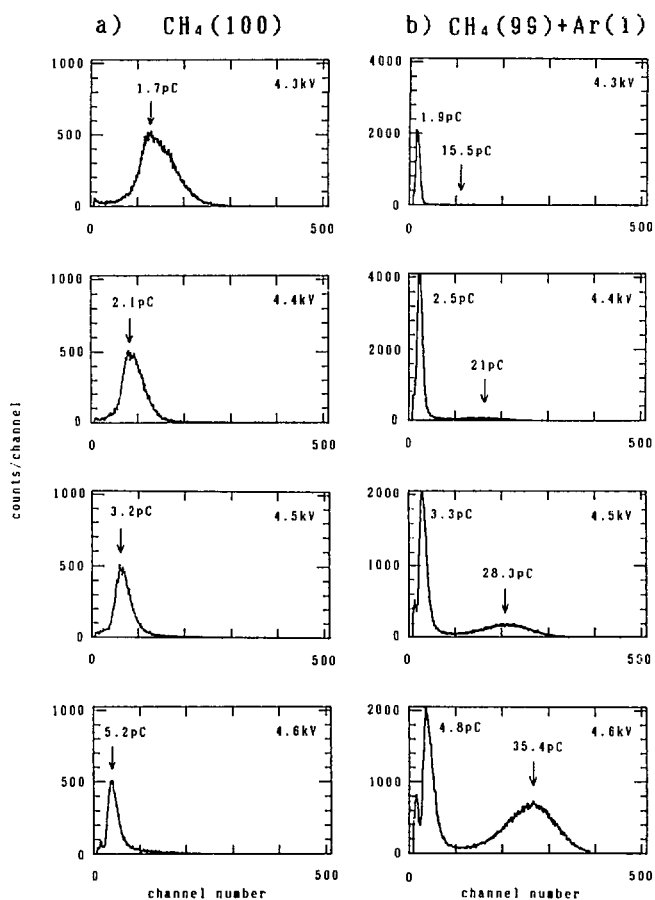 a) CH₄(100)
b) CH₄(99)+Ar(1)
1000
500
0
1.7pC
4.3kV
0
500
4000
2000
0
1.9pC
15.5pC
4.3kV
0
500
1000
500
0
2.1pC
4.4kV
0
500
4000
2000
0
2.5pC
21pC
4.4kV
0
500
counts/channel
1000
500
0
3.2pC
4.5kV
0
500
2000
1000
0
3.3pC
28.3pC
4.5kV
0
500
1000
500
0
5.2pC
4.6kV
0
500
channel number
2000
1000
0
4.8pC
35.4pC
4.6kV
0
500
channel number